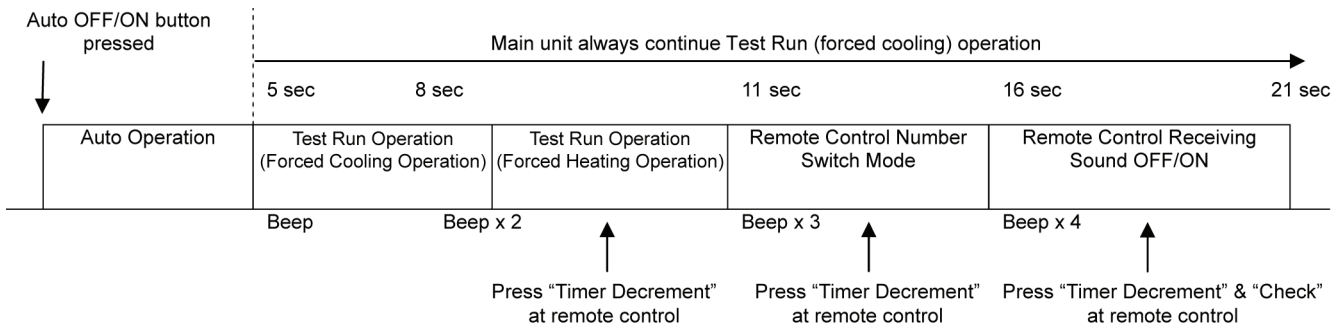 Auto OFF/ON button
pressed
Main unit always continue Test Run (forced cooling) operation
5 sec
8 sec
11 sec
16 sec
21 sec
Auto Operation
Test Run Operation
(Forced Cooling Operation)
Test Run Operation
(Forced Heating Operation)
Remote Control Number
Switch Mode
Remote Control Receiving
Sound OFF/ON
Beep
Beep x 2
Beep x 3
Beep x 4
Press “Timer Decrement”
at remote control
Press “Timer Decrement”
at remote control
Press “Timer Decrement” & “Check”
at remote control